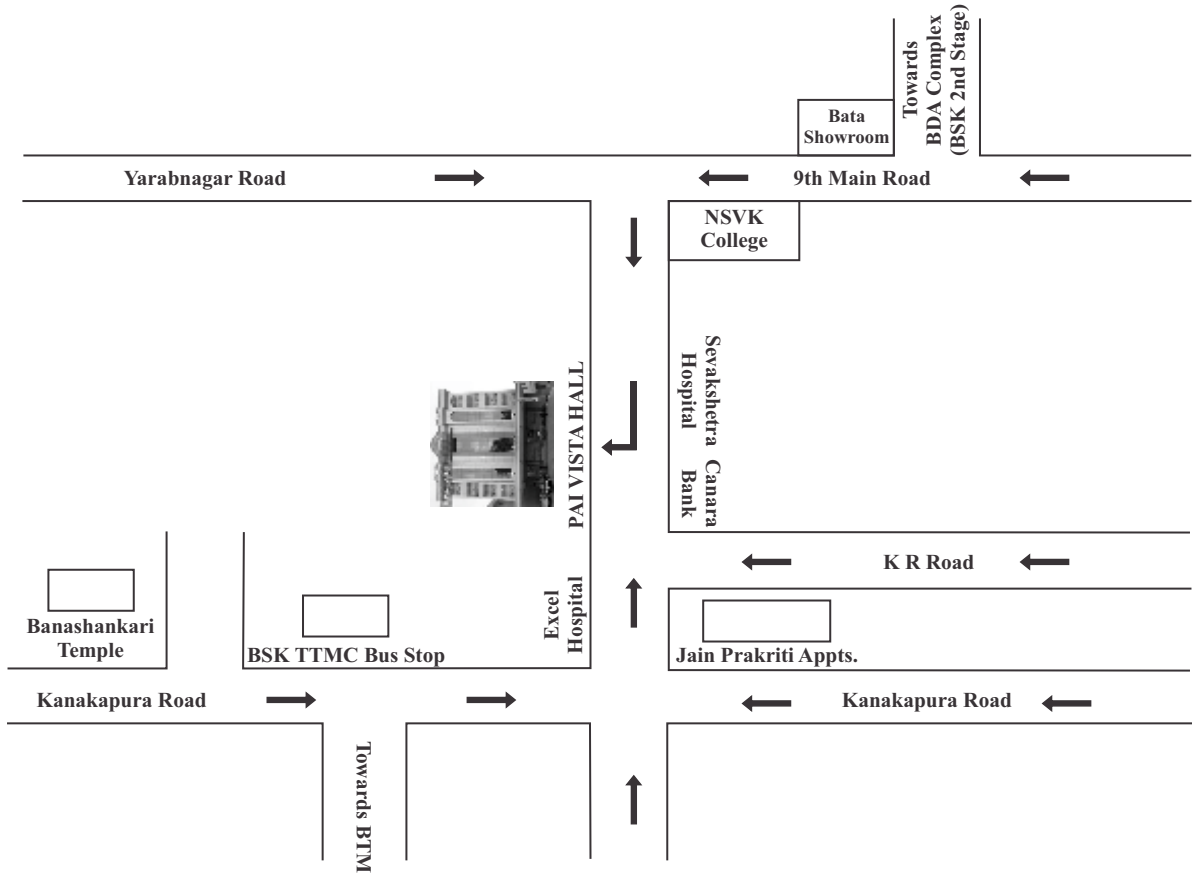 Towards
BDA Complex
(BSK 2nd Stage)
Bata
Showroom
Yarabnagar Road
9th Main Road
NSVK
College
Sevakshetra
Hospital
PAI VISTA HALL
Canara
Bank
K R Road
Excel
Hospital
Banashankari
Temple
BSK TTMC Bus Stop
Jain Prakriti Appts.
Kanakapura Road
Kanakapura Road
Towards BTM